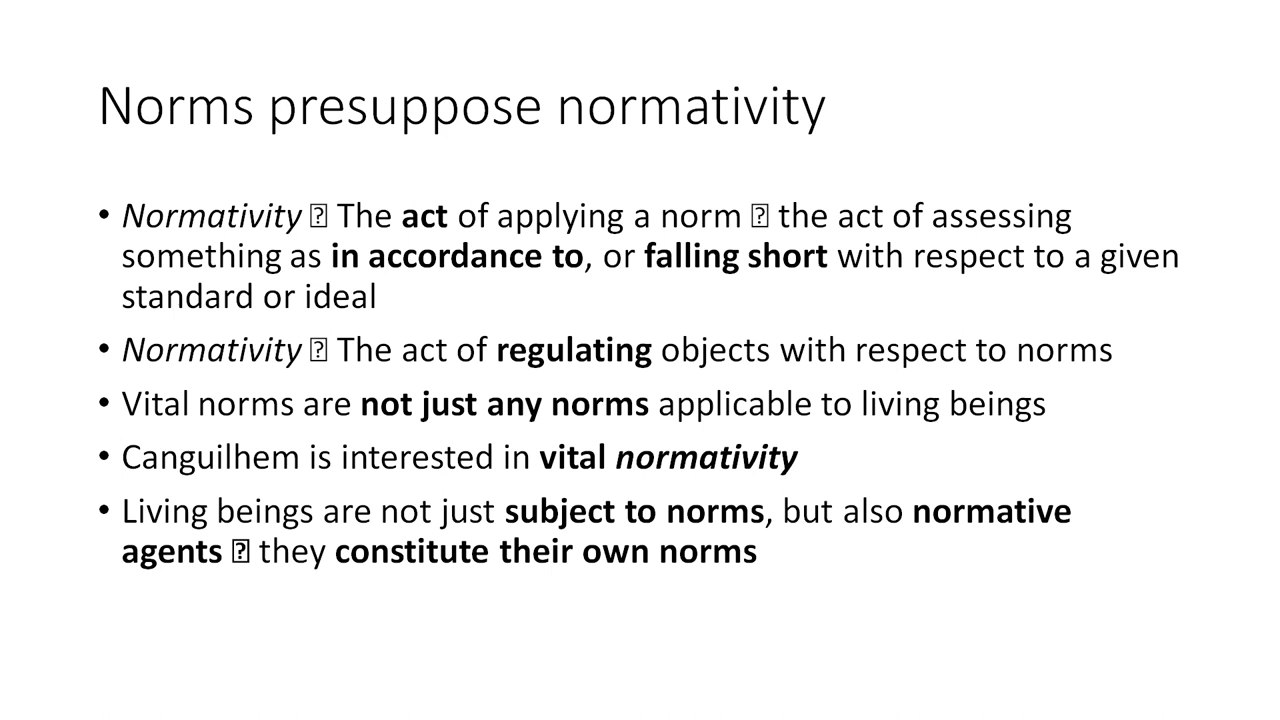 Norms presuppose normativity
• Normativity ⍰ The act of applying a norm ⍰ the act of assessing
something as in accordance to, or falling short with respect to a given
standard or ideal
• Normativity ⍰ The act of regulating objects with respect to norms
• Vital norms are not just any norms applicable to living beings
• Canguilhem is interested in vital normativity
• Living beings are not just subject to norms, but also normative
agents ⍰ they constitute their own norms